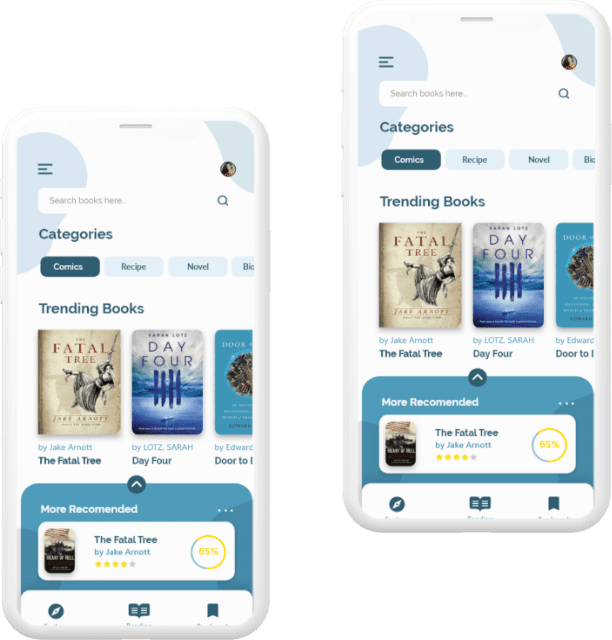 Search books here..
Categories
Comics
Recipe
Novel
Bio
Trending Books
THE
FATAL
TREE
JAKE ARNOTT
SARAH LOTZ
DAY
FOUR
DOOR
by Jake Arnott
The Fatal Tree
by LOTZ, SARAH
Day Four
by Edward
Door to D
More Recomended
HEART OF HELL
The Fatal Tree
by Jake Arnott
65%
Reading
Search books here..
Categories
Comics
Recipe
Novel
Bio
Trending Books
THE
FATAL
TREE
JAKE ARNOTT
SARAH LOTZ
DAY
FOUR
DOOR
EDWARD
by Jake Arnott
The Fatal Tree
by LOTZ, SARAH
Day Four
by Edward
Door to D
More Recomended
HEART OF HELL
The Fatal Tree
by Jake Arnott
65%
Reading